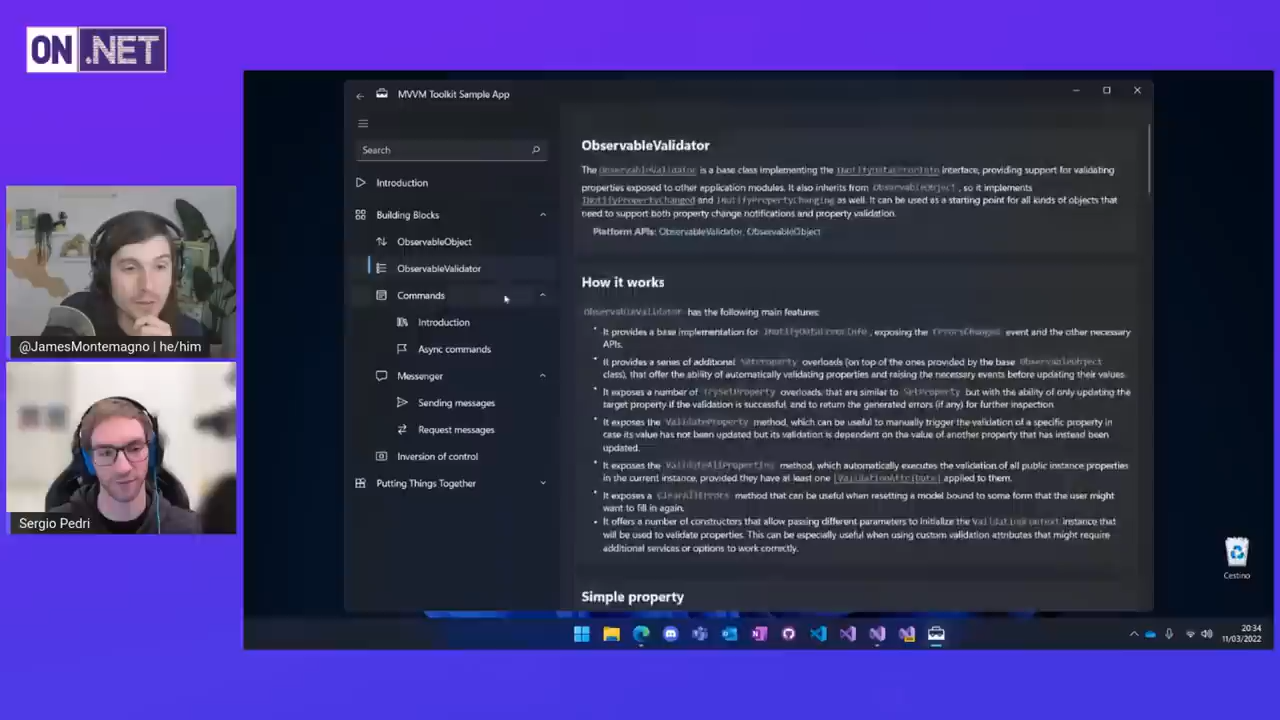 ON .NET
MVVM Toolkit Sample App
Search
Introduction
Building Blocks
ObservableObject
ObservableValidator
Commands
Introduction
Async commands
Messenger
Sending messages
Request messages
Inversion of control
Putting Things Together
ObservableValidator
The ObservableValidator is a base class implementing the INotifyDataErrorInfo interface, providing support for validating
properties exposed to other application modules. It also inherits from ObservableObject, so it implements
INotifyPropertyChanged and INotifyPropertyChanging as well. It can be used as a starting point for all kinds of objects that
need to support both property change notifications and property validation.
Platform APIs: ObservableValidator, ObservableObject
How it works
ObservableValidator has the following main features:
• It provides a base implementation for INotifyDataErrorInfo, exposing the ErrorsChanged event and the other necessary
APIs.
• It provides a series of additional SetProperty overloads (on top of the ones provided by the base ObservableObject
class), that offer the ability of automatically validating properties and raising the necessary events before updating their values.
• It exposes a number of TrySetProperty overloads, that are similar to SetProperty but with the ability of only updating the
target property if the validation is successful, and to return the generated errors (if any) for further inspection.
• It exposes the ValidateProperty method, which can be useful to manually trigger the validation of a specific property in
case its value has not been updated but its validation is dependent on the value of another property that has instead been
updated.
• It exposes the ValidateAllProperties method, which automatically executes the validation of all public instance properties
in the current instance, provided they have at least one [ValidationAttribute] applied to them.
• It exposes a ClearAllErrors method that can be useful when resetting a model bound to some form that the user might
want to fill in again.
• It offers a number of constructors that allow passing different parameters to initialize the ValidationContext instance that
will be used to validate properties. This can be especially useful when using custom validation attributes that might require
additional services or options to work correctly.
Simple property
@JamesMontemagno | he/him
Sergio Pedri
Cestino
20:34
11/03/2022